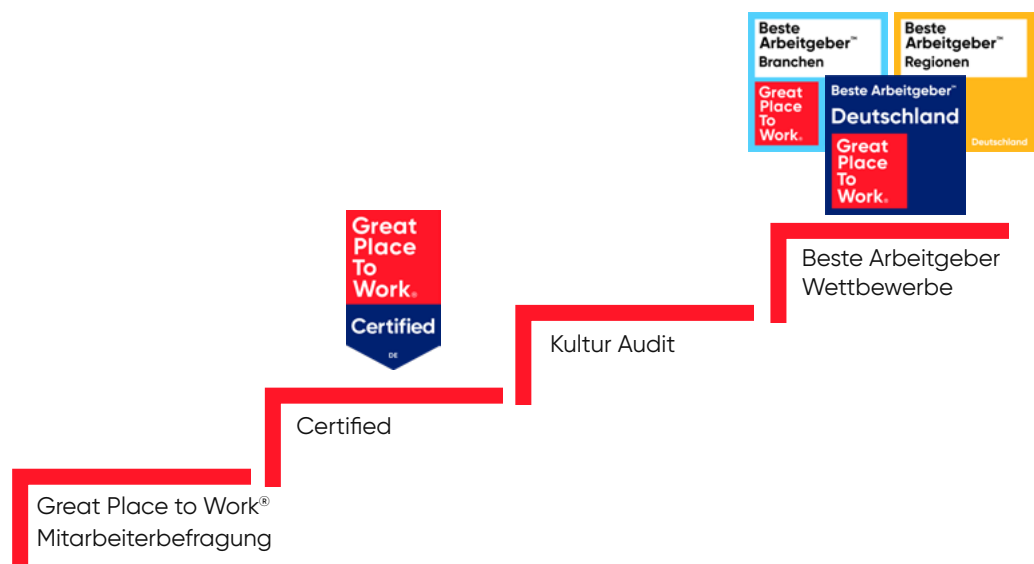 Beste
Arbeitgeber™
Branchen
Great
Place
To
Work®
Beste
Arbeitgeber™
Regionen
Deutschland
Beste Arbeitgeber™
Deutschland
Great
Place
To
Work®
Great
Place
To
Work®
Certified
DE
Beste Arbeitgeber
Wettbewerbe
Kultur Audit
Certified
Great Place to Work®
Mitarbeiterbefragung